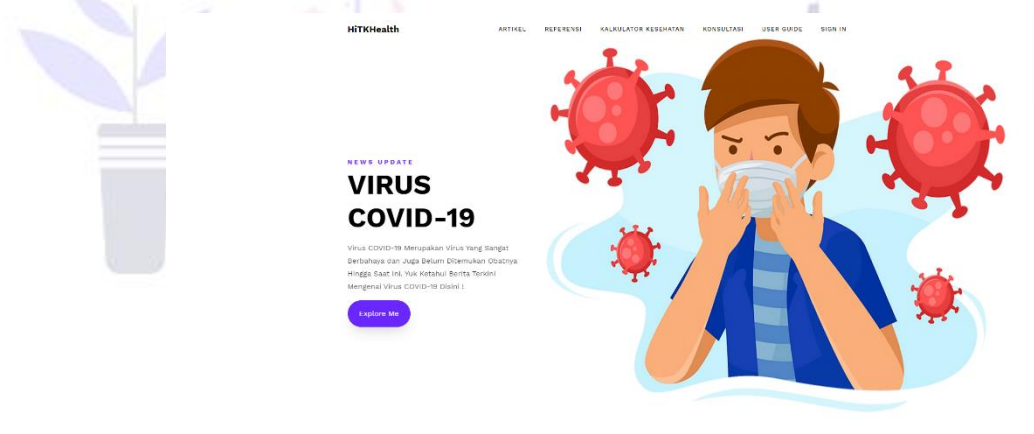 HiTKHealth
ARTIKEL REFERENSI KALKULATOR KESEHATAN KONSULTASI USER GUIDE SIGN IN
NEWS UPDATE
VIRUS
COVID-19
Virus COVID-19 Merupakan Virus Yang Sangat
Berbahaya dan Juga Belum Ditemukan Obatnya
Hingga Saat Ini. Yuk Ketahui Berita Terkini
Mengenai Virus COVID-19 Disini !
Explore Me